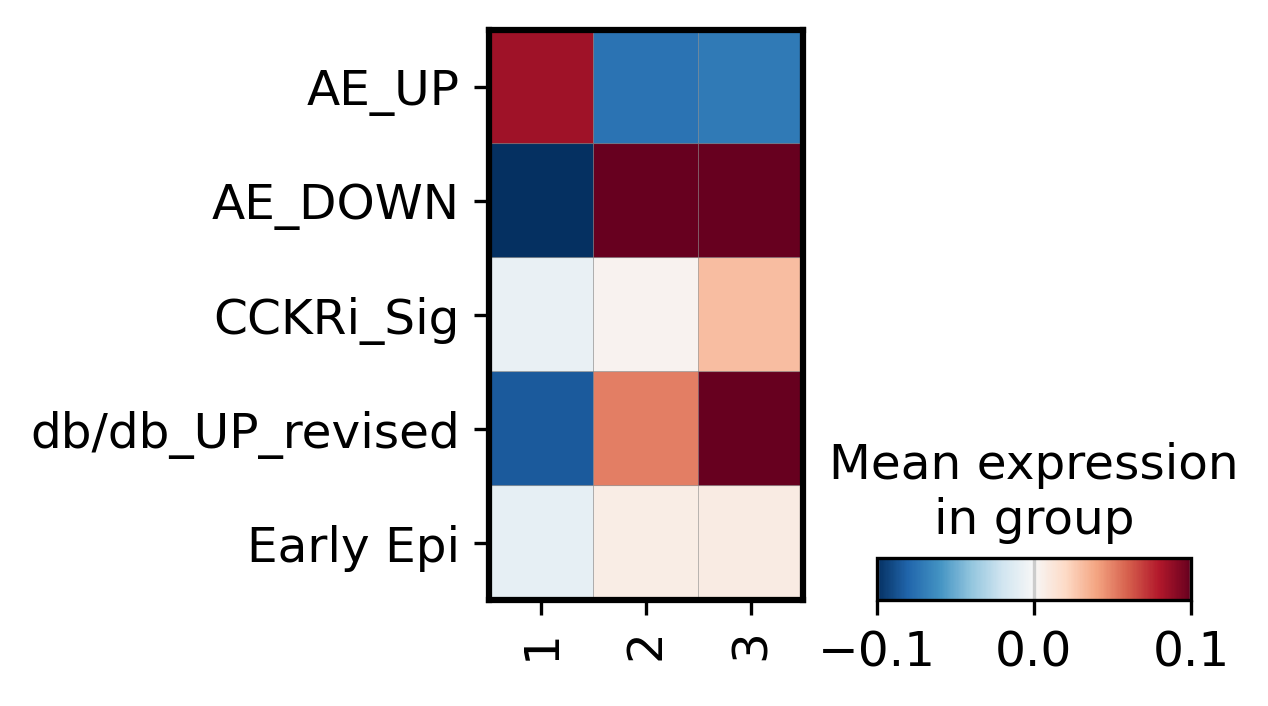 AE_UP
AE_DOWN
CCKRi_Sig
db/db_UP_revised
Early Epi
1 2 3
Mean expression
in group
−0.1 0.0 0.1